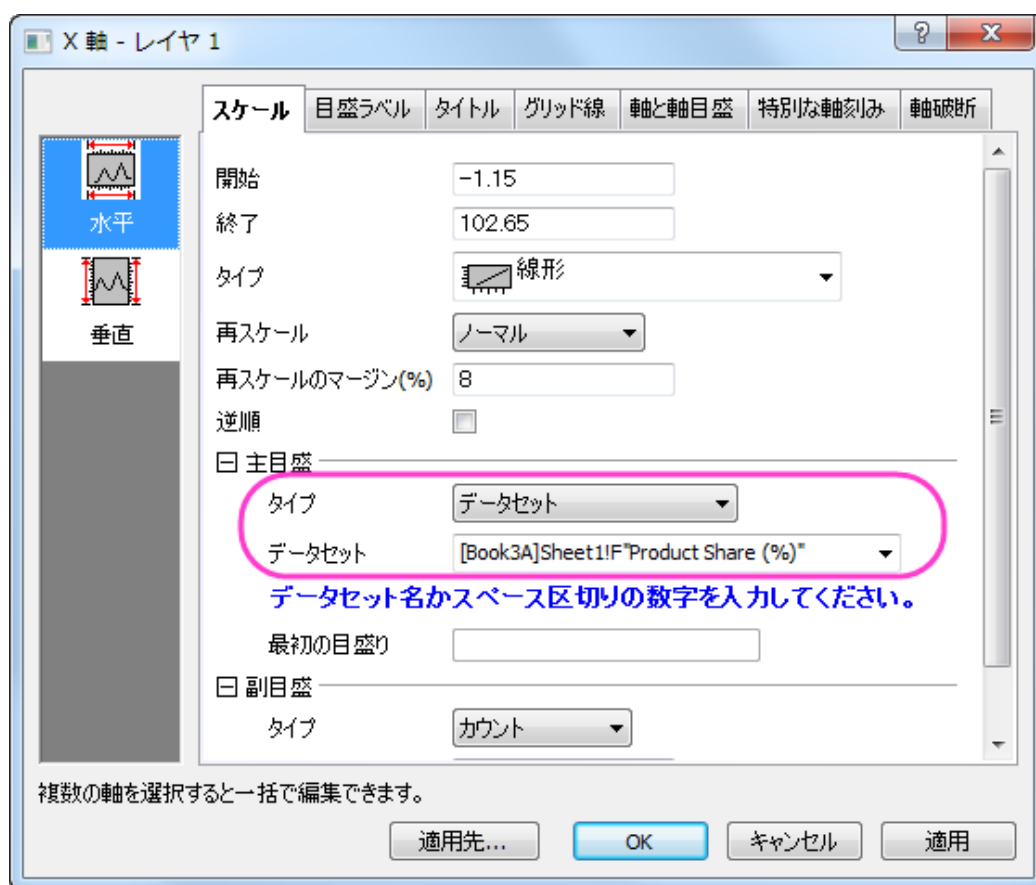 X 軸 - レイヤ 1
スケール 目盛ラベル タイトル グリッド線 軸と軸目盛 特別な軸刻み 軸破断
水平
垂直
開始 -1.15
終了 102.65
タイプ 線形
再スケール ノーマル
再スケールのマージン(%) 8
逆順
主目盛
タイプ データセット
データセット [Book3A]Sheet1!F"Product Share (%)"
データセット名かスペース区切りの数字を入力してください。
最初の目盛り
副目盛
タイプ カウント
複数の軸を選択すると一括で編集できます。
適用先... OK キャンセル 適用